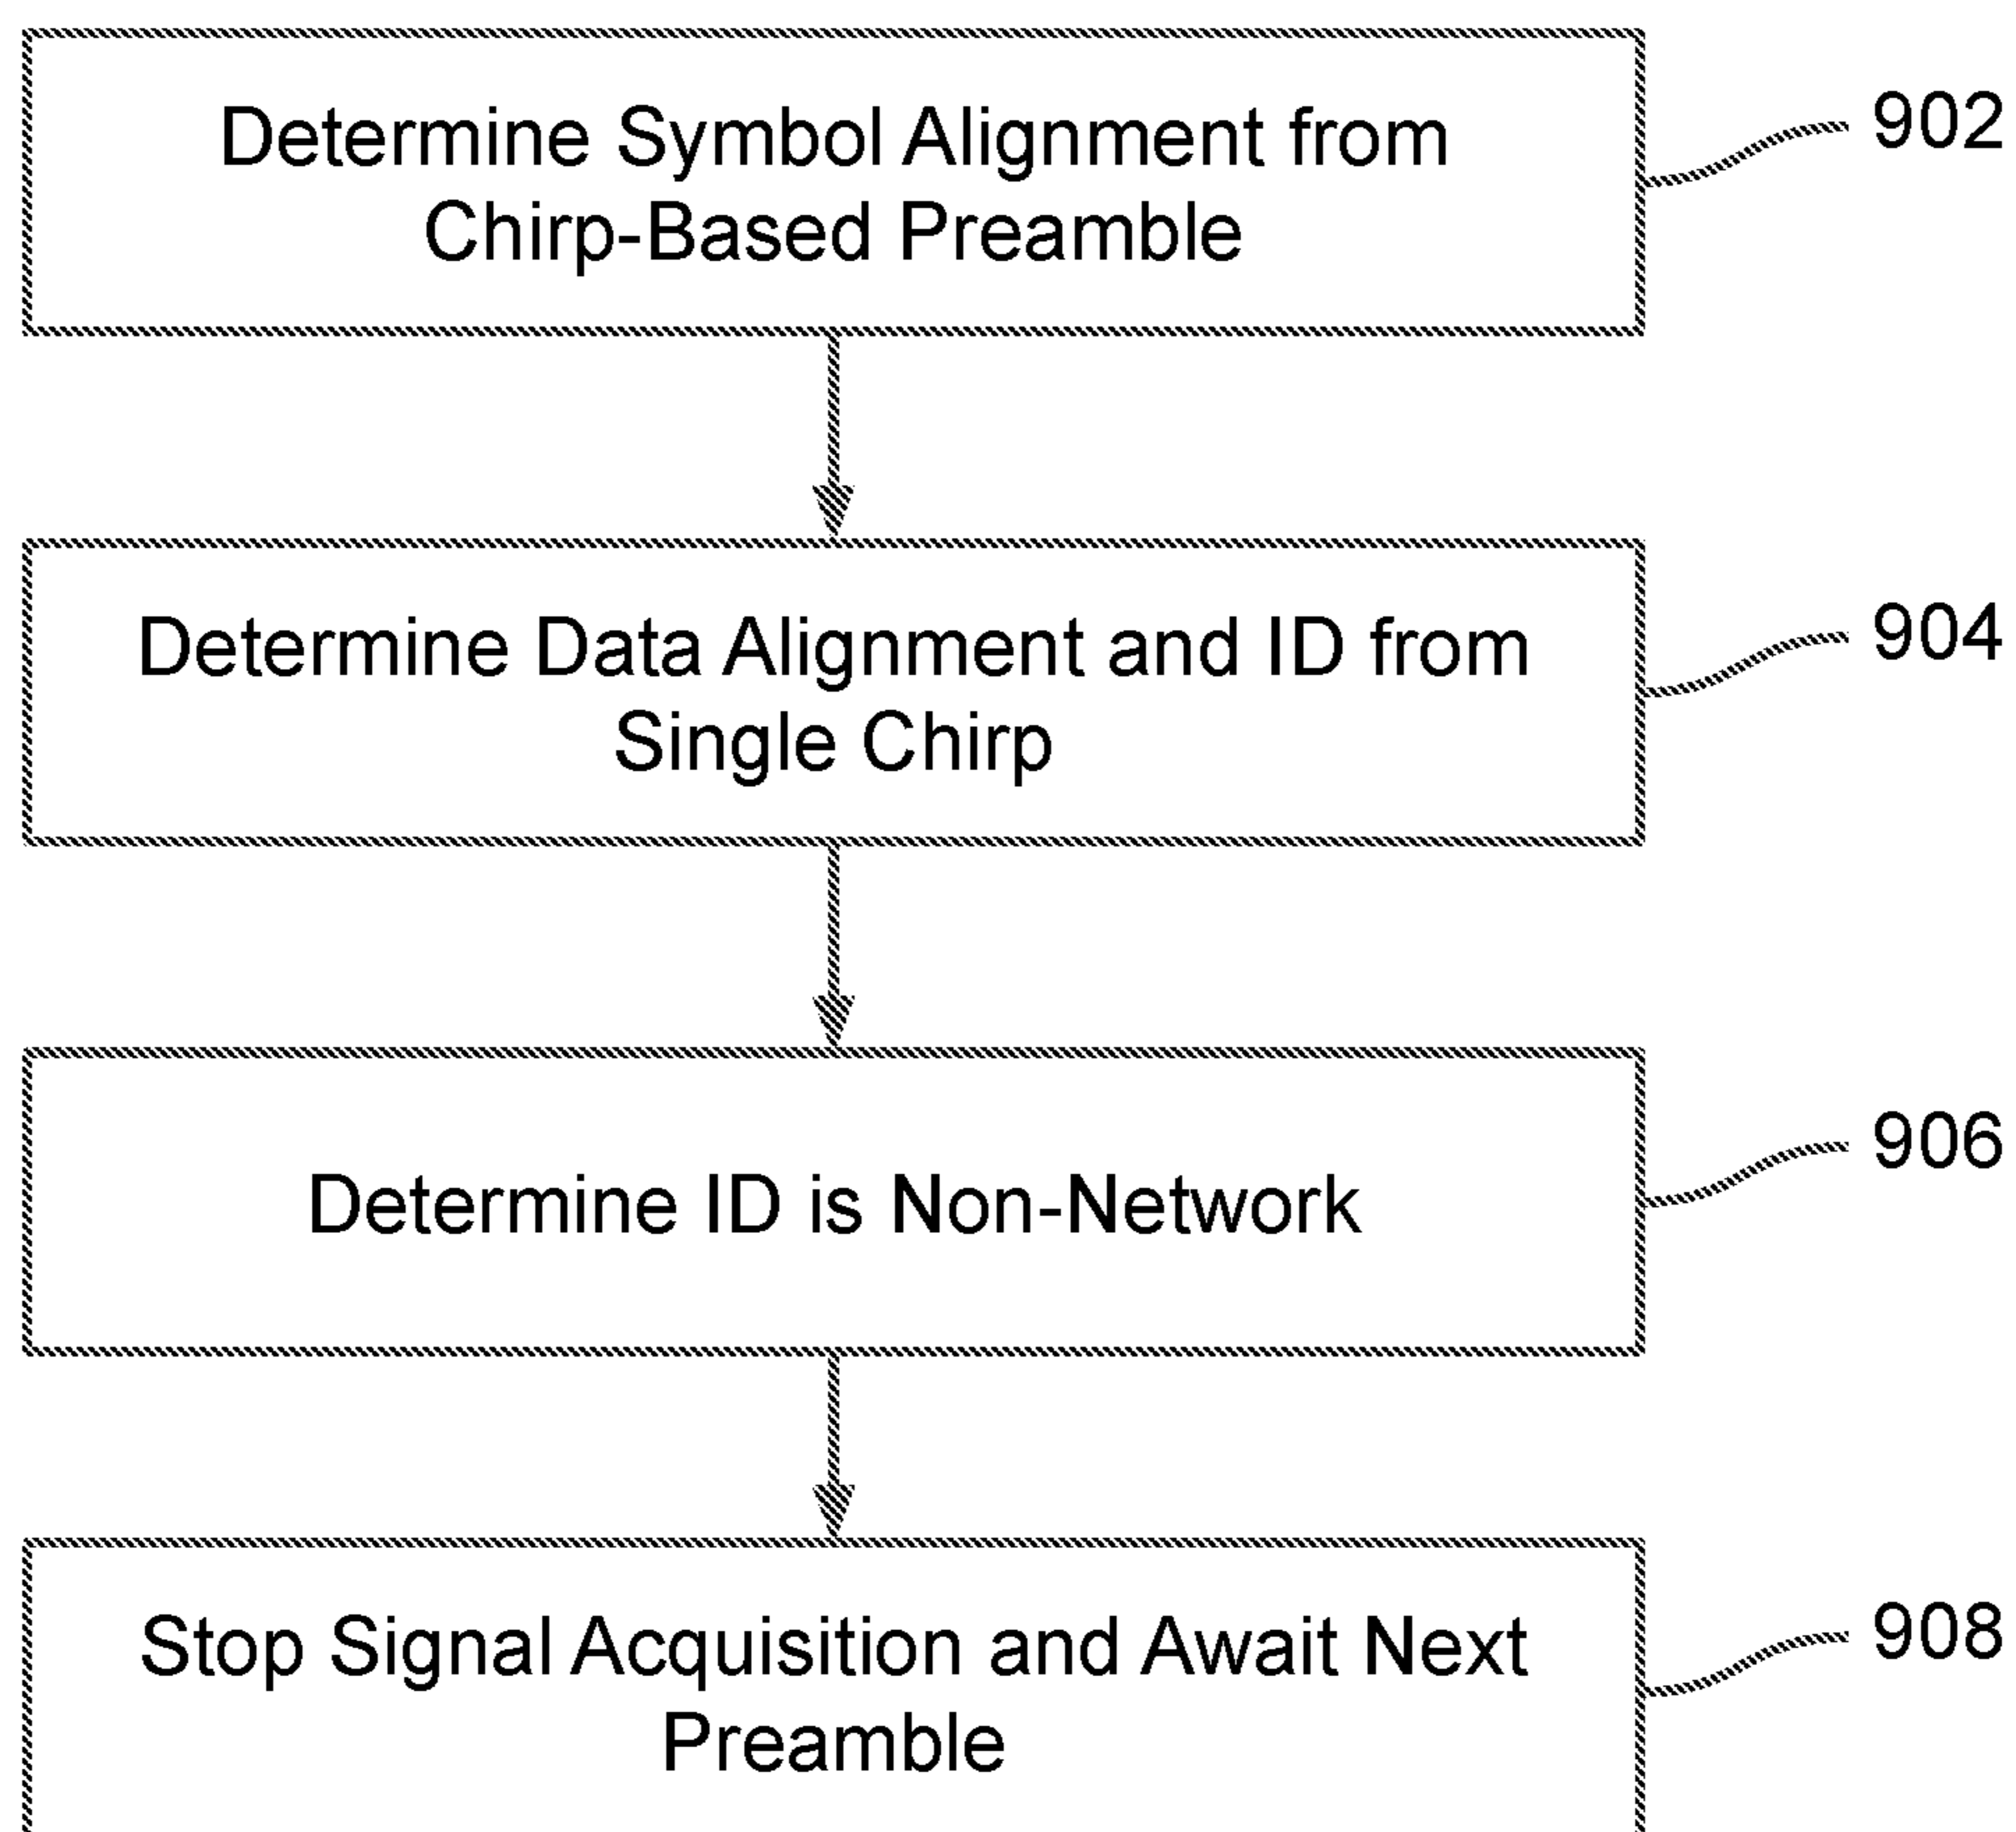 Determine Symbol Alignment from
Chirp-Based Preamble
902
Determine Data Alignment and ID from
Single Chirp
904
Determine ID is Non-Network
906
Stop Signal Acquisition and Await Next
Preamble
908